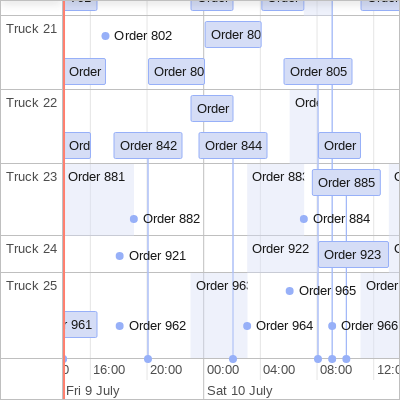 Truck 21
Order 802
Order 80
Order
Order 80
Order 805
Truck 22
Order
Ord
Ord
Order 842
Order 844
Order
Truck 23
Order 881
Order 88
Order 885
Order 882
Order 884
Truck 24
Order 921
Order 922
Order 923
Truck 25
Order 96
Order 965
Order
961
Order 962
Order 964
Order 966
16:00
20:00
00:00
04:00
08:00
12:0
Fri 9 July
Sat 10 July